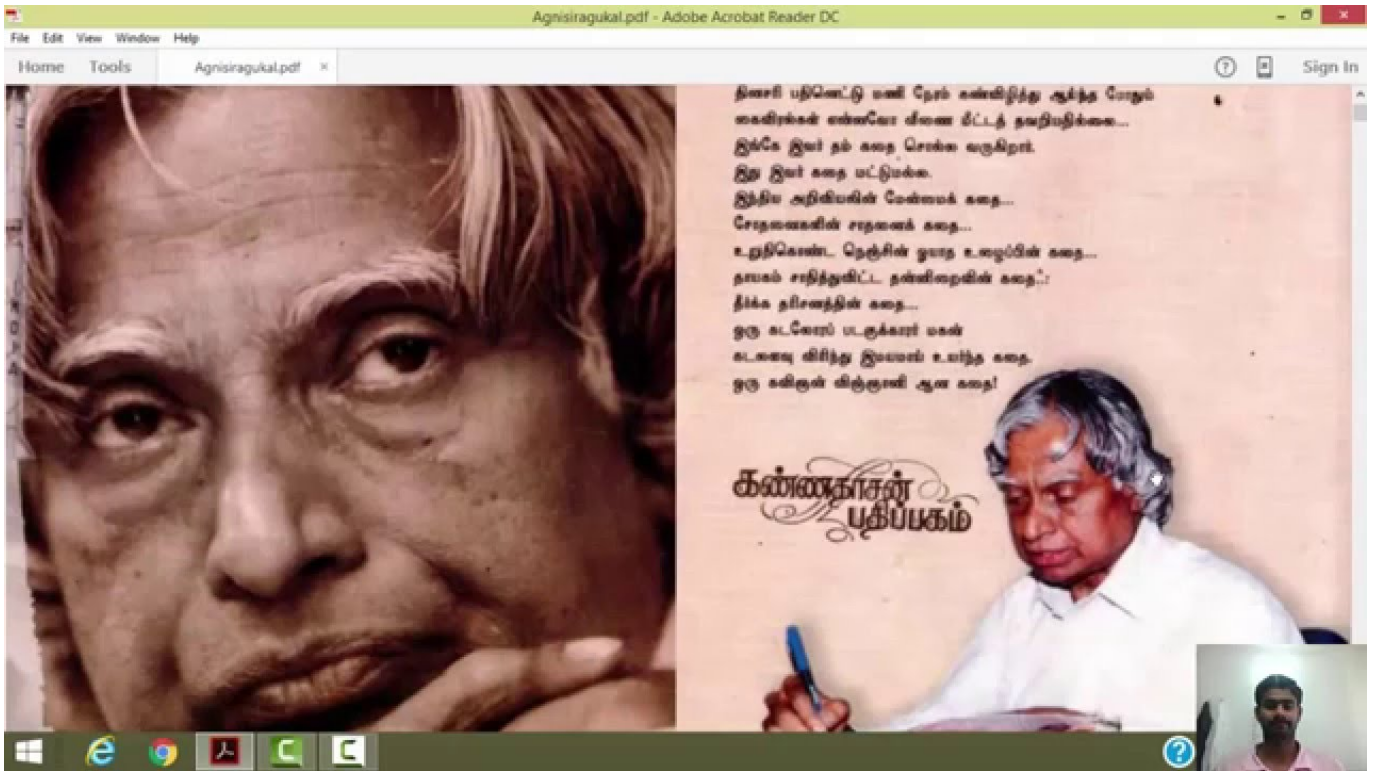 Agnisiragukal.pdf - Adobe Acrobat Reader DC
File Edit View Window Help
Home Tools Agnisiragukal.pdf × Sign In
தினசரி பதினெட்டு மணி நேரம் கண்விழித்து ஆய்ந்த போதும்
கைவிரல்கள் என்னவோ வீணை மீட்டத் தவறியதில்லை...
இங்கே இவர் தம் கதை சொல்ல வருகிறார்.
இது இவர் கதை மட்டுமல்ல.
இந்திய அறிவியலின் மேன்மைக் கதை...
சோதனைகளின் சாதனைக் கதை...
உறுதிகொண்ட நெஞ்சின் ஓயாத உழைப்பின் கதை...
தாயகம் சாதித்துவிட்ட தன்னிறைவின் கதை..!
தீர்க்க தரிசனத்தின் கதை...
ஒரு கடலோரப் படகுக்காரர் மகன்
கடலளவு விரிந்து இமயமாய் உயர்ந்த கதை.
ஒரு கவிஞன் விஞ்ஞானி ஆன கதை!
கண்ணதாசன்
பதிப்பகம்